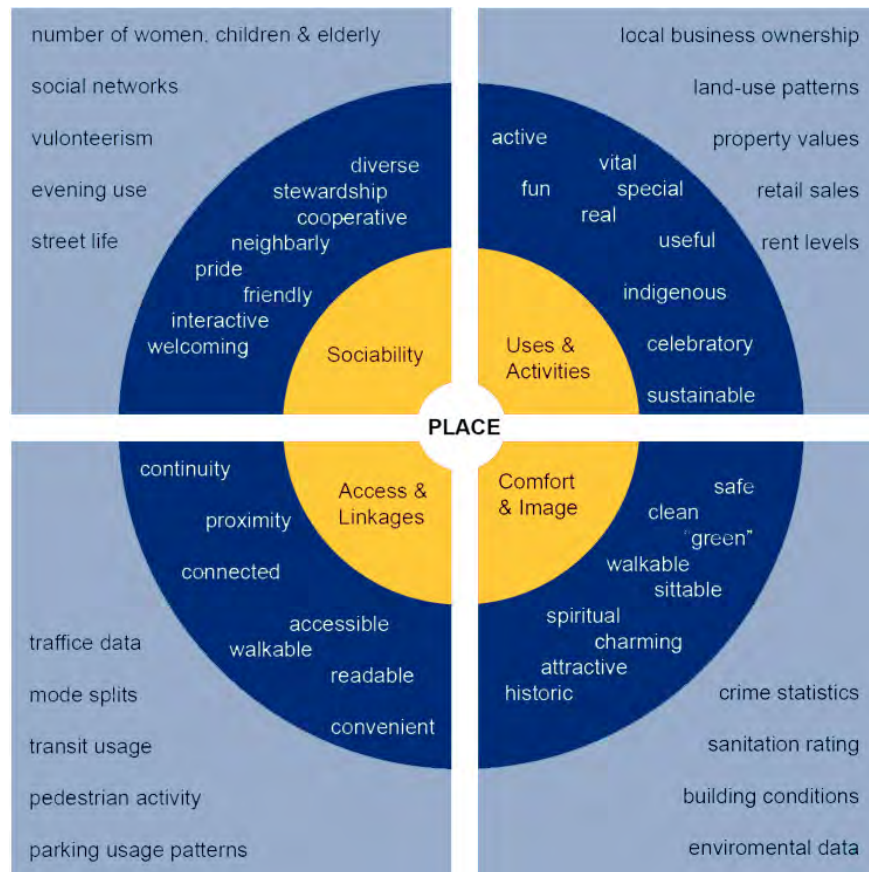 number of women, children & elderly
social networks
vulonteerism
evening use
street life
diverse
stewardship
cooperative
neighbarly
pride
friendly
interactive
welcoming
Sociability
local business ownership
land-use patterns
property values
retail sales
rent levels
active
vital
fun
special
real
useful
indigenous
celebratory
sustainable
Uses &
Activities
PLACE
continuity
proximity
connected
accessible
walkable
readable
convenient
Access &
Linkages
traffice data
mode splits
transit usage
pedestrian activity
parking usage patterns
Comfort
& Image
safe
clean
"green"
walkable
sittable
spiritual
charming
attractive
historic
crime statistics
sanitation rating
building conditions
enviromental data